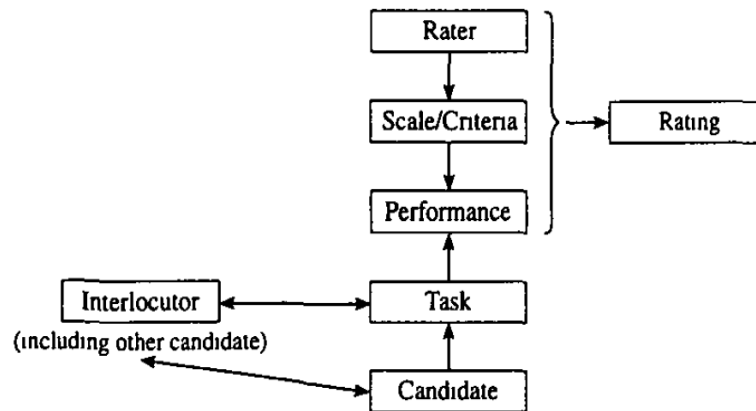 Rater
Scale/Criteria
Rating
Performance
Interlocutor
Task
(including other candidate)
Candidate